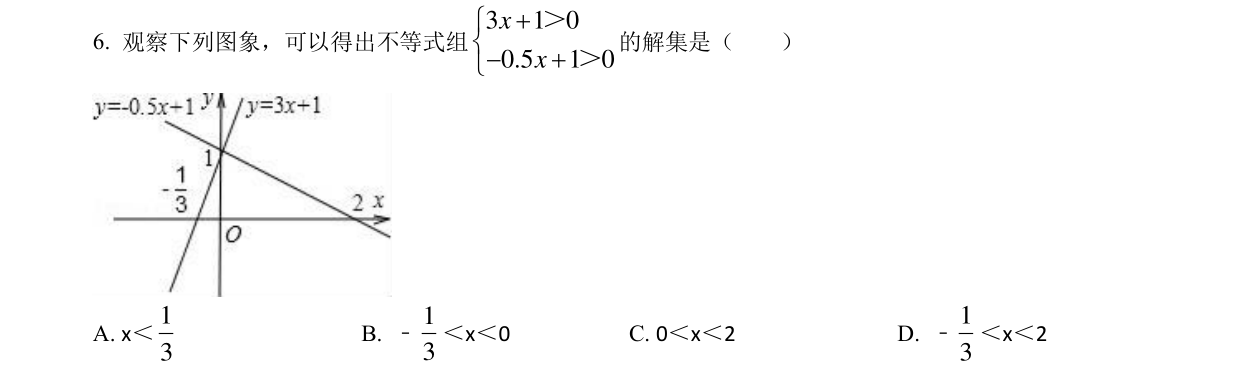 6. 观察下列图象，可以得出不等式组{3x+1>0
−0.5x+1>0 的解集是（　　）
y=-0.5x+1 y y=3x+1
1
-1/3
2 x
O
A. x＜1/3 B. ﹣1/3＜x＜0 C. 0＜x＜2 D. ﹣1/3＜x＜2